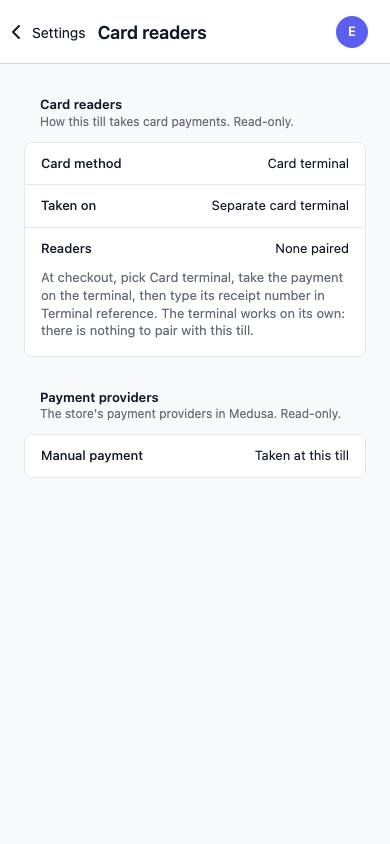 Settings Card readers E
Card readers
How this till takes card payments. Read-only.
Card method Card terminal
Taken on Separate card terminal
Readers None paired
At checkout, pick Card terminal, take the payment
on the terminal, then type its receipt number in
Terminal reference. The terminal works on its own:
there is nothing to pair with this till.
Payment providers
The store's payment providers in Medusa. Read-only.
Manual payment Taken at this till